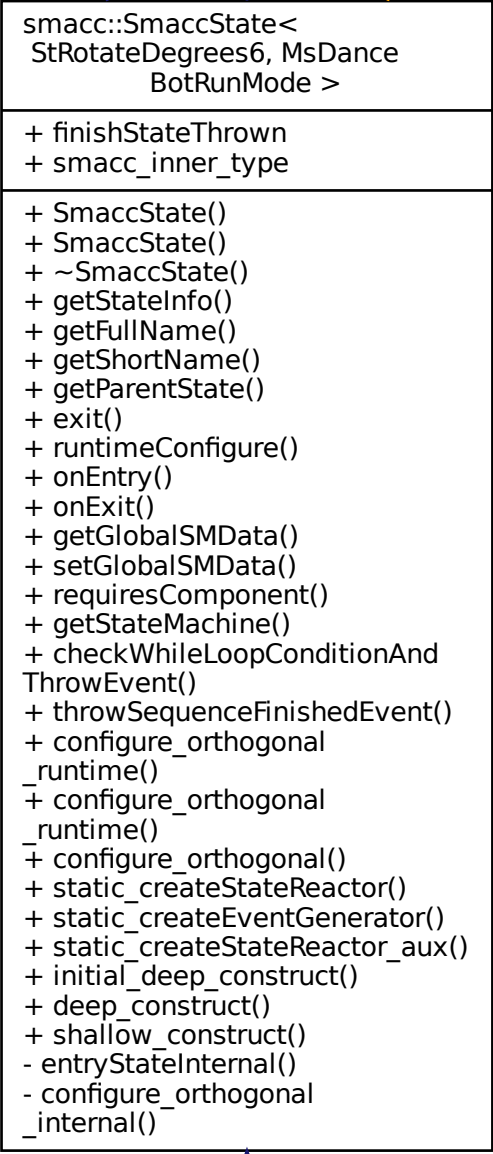 smacc::SmaccState<
StRotateDegrees6, MsDance
BotRunMode >
+ finishStateThrown
+ smacc_inner_type
+ SmaccState()
+ SmaccState()
+ ~SmaccState()
+ getStateInfo()
+ getFullName()
+ getShortName()
+ getParentState()
+ exit()
+ runtimeConfigure()
+ onEntry()
+ onExit()
+ getGlobalSMData()
+ setGlobalSMData()
+ requiresComponent()
+ getStateMachine()
+ checkWhileLoopConditionAnd
ThrowEvent()
+ throwSequenceFinishedEvent()
+ configure_orthogonal
_runtime()
+ configure_orthogonal
_runtime()
+ configure_orthogonal()
+ static_createStateReactor()
+ static_createEventGenerator()
+ static_createStateReactor_aux()
+ initial_deep_construct()
+ deep_construct()
+ shallow_construct()
- entryStateInternal()
- configure_orthogonal
_internal()